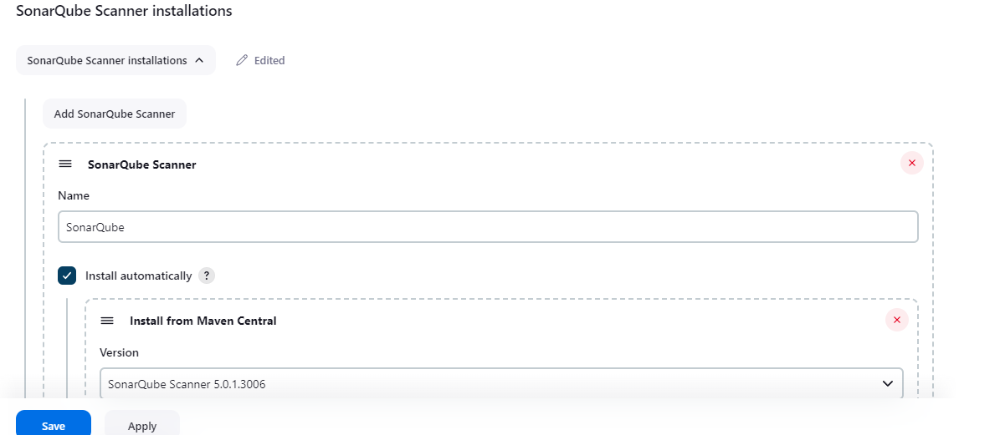 SonarQube Scanner installations
SonarQube Scanner installations Edited
Add SonarQube Scanner
SonarQube Scanner
Name
SonarQube
Install automatically ?
Install from Maven Central
Version
SonarQube Scanner 5.0.1.3006
Save Apply